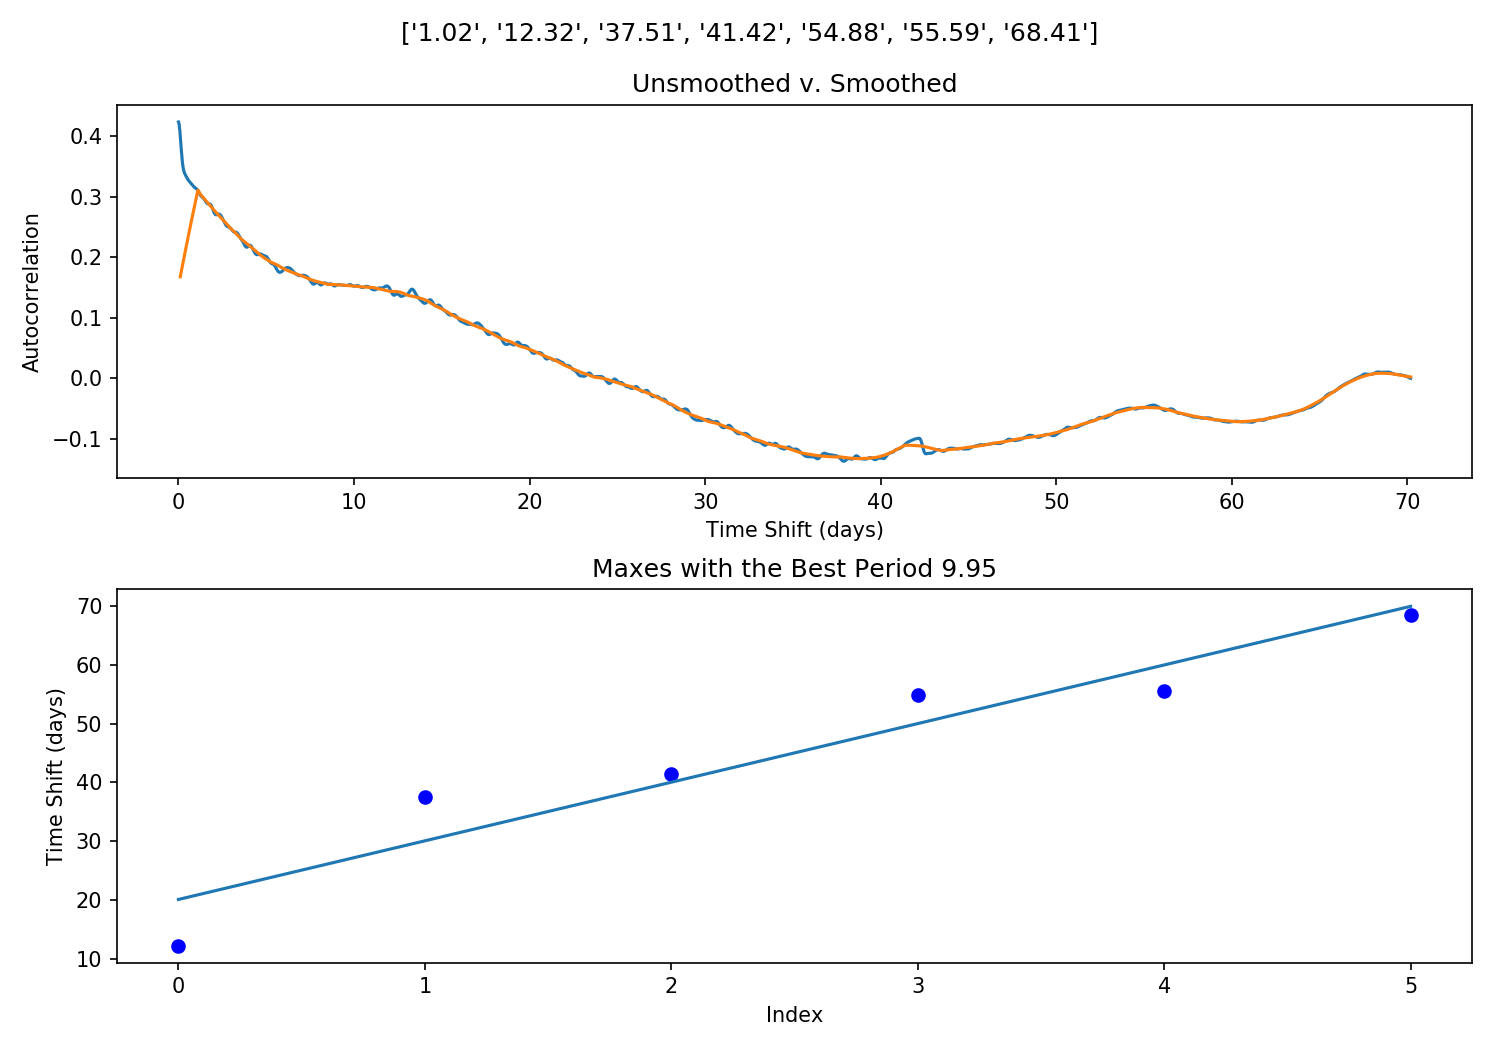 ['1.02', '12.32', '37.51', '41.42', '54.88', '55.59', '68.41']
Unsmoothed v. Smoothed
Autocorrelation
0.4
0.3
0.2
0.1
0.0
−0.1
0 10 20 30 40 50 60 70
Time Shift (days)
Maxes with the Best Period 9.95
Time Shift (days)
70
60
50
40
30
20
10
0 1 2 3 4 5
Index